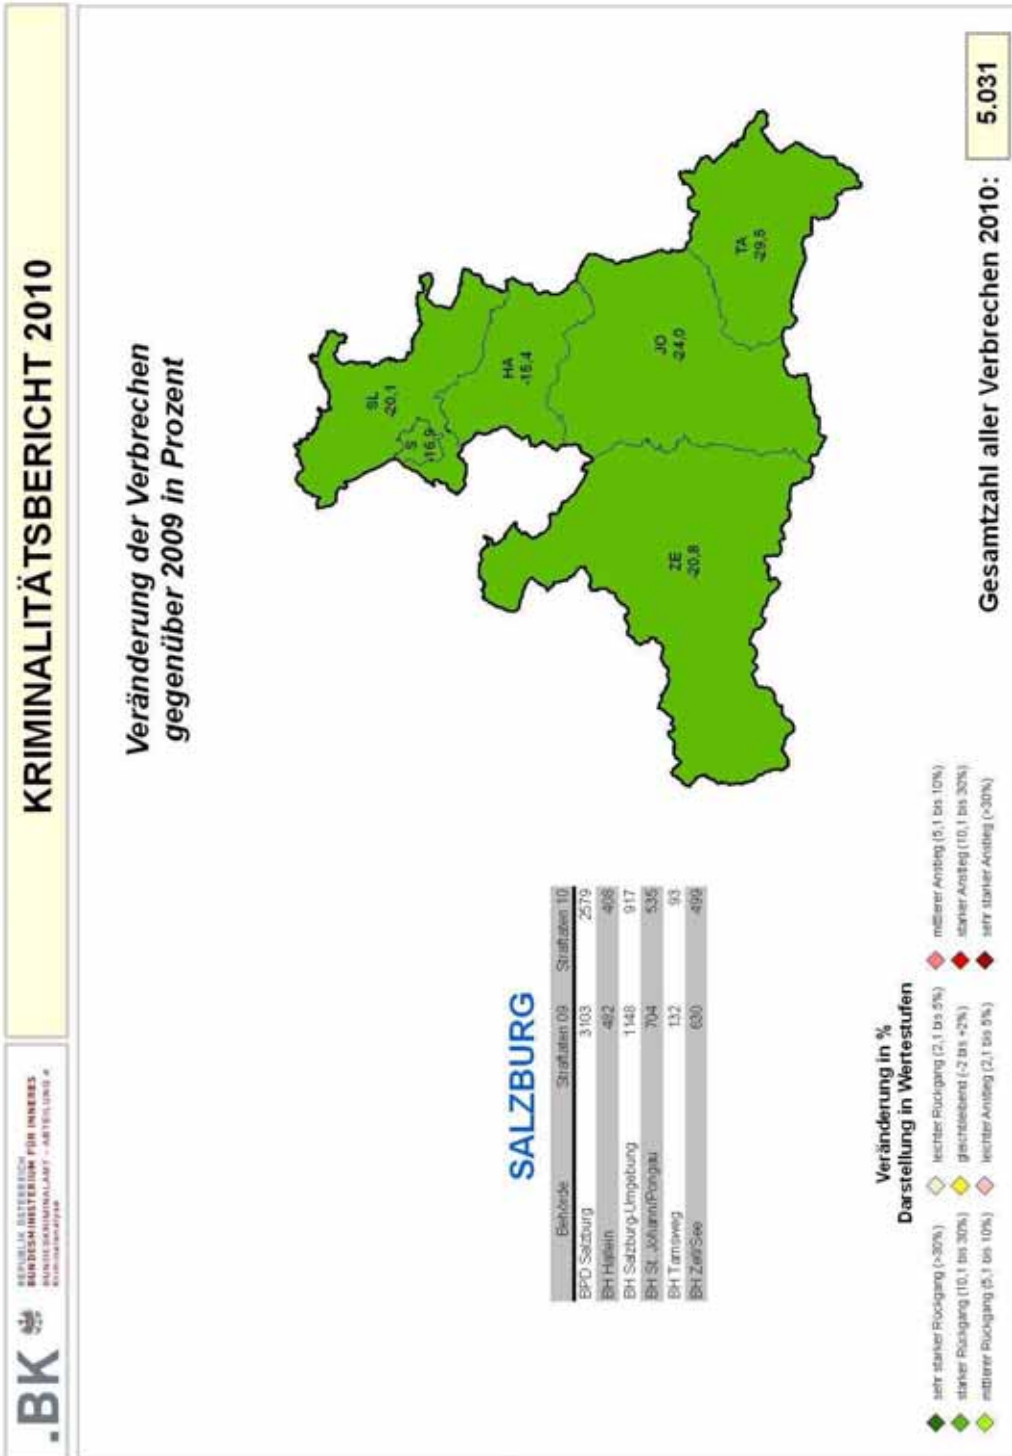 .BK
REPUBLIK ÖSTERREICH
BUNDESMINISTERIUM FÜR INNERES
BUNDESKRIMINALAMT - ABTEILUNG 4
Kriminalanalyse
KRIMINALITÄTSBERICHT 2010
Veränderung der Verbrechen
gegenüber 2009 in Prozent
SALZBURG
Behörde Straftaten 09 Straftaten 10
BPD Salzburg 3103 2579
BH Hallein 482 408
BH Salzburg-Umgebung 1148 917
BH St. Johann/Pongau 704 535
BH Tamsweg 132 93
BH Zell/See 630 499
SL
-20,1
S
-16,9
HA
-15,4
JO
-24,0
TA
-29,5
ZE
-20,8
Veränderung in %
Darstellung in Wertestufen
sehr starker Rückgang (>30%)
starker Rückgang (10,1 bis 30%)
mittlerer Rückgang (5,1 bis 10%)
leichter Rückgang (2,1 bis 5%)
gleichbleibend (-2 bis +2%)
leichter Anstieg (2,1 bis 5%)
mittlerer Anstieg (5,1 bis 10%)
starker Anstieg (10,1 bis 30%)
sehr starker Anstieg (>30%)
Gesamtzahl aller Verbrechen 2010: 5.031